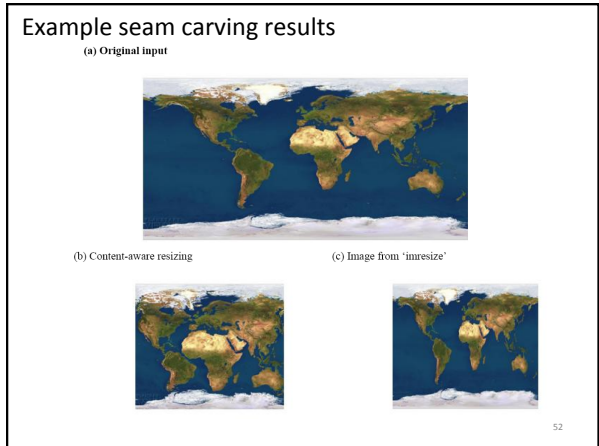 Example seam carving results
(a) Original input
(b) Content-aware resizing
(c) Image from ‘imresize’
52